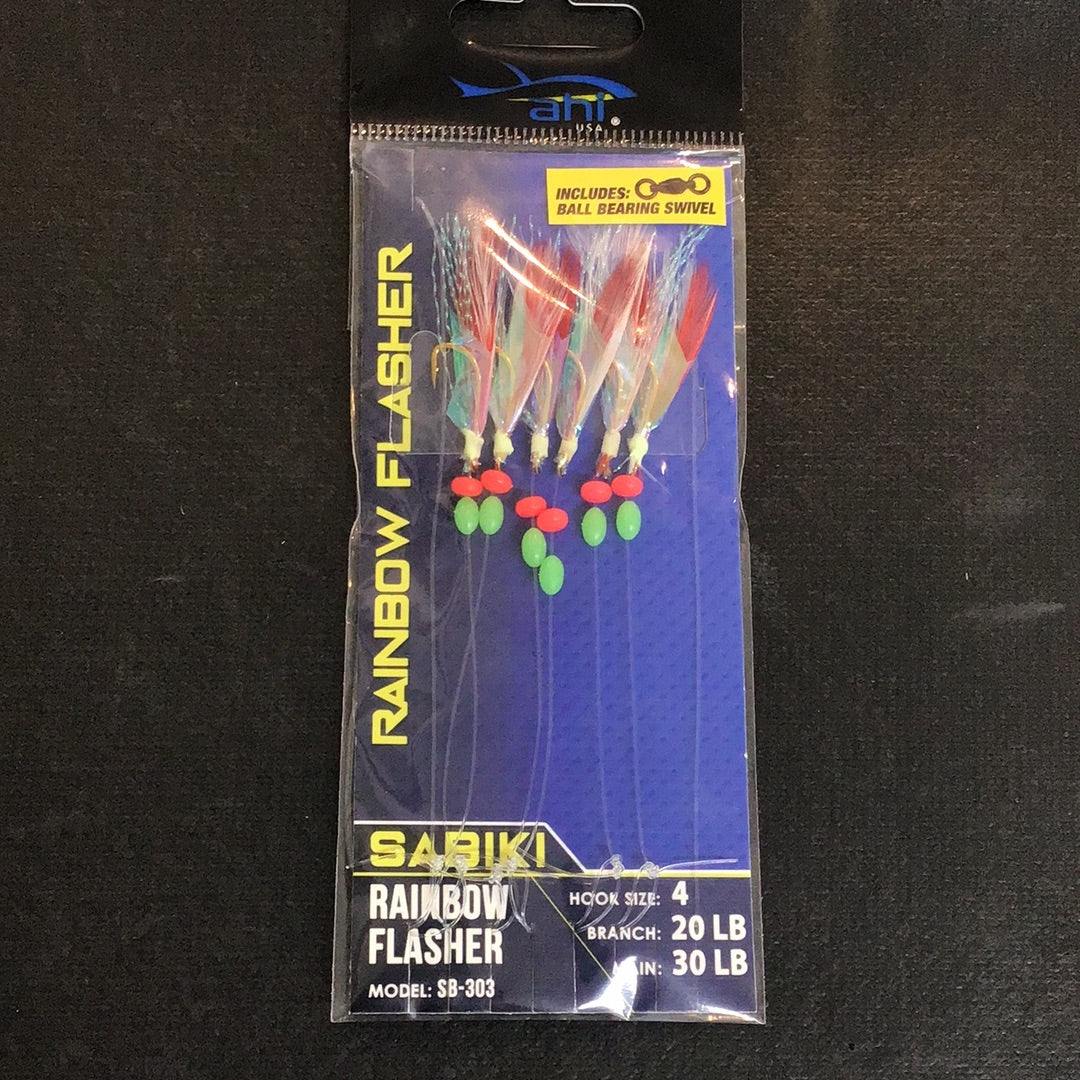 ahi
USA
®
INCLUDES:
BALL BEARING SWIVEL
RAINBOW FLASHER
SABIKI
RAINBOW
FLASHER
MODEL: SB-303
HOOK SIZE: 4
BRANCH: 20 LB
MAIN: 30 LB